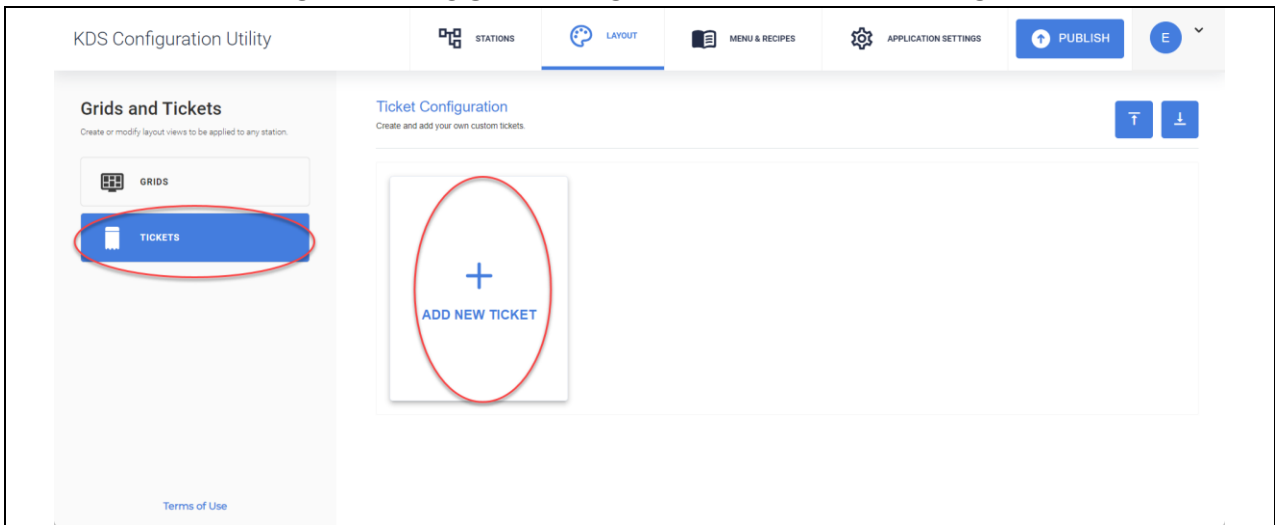 KDS Configuration Utility
STATIONS
LAYOUT
MENU & RECIPES
APPLICATION SETTINGS
PUBLISH
E
Grids and Tickets
Create or modify layout views to be applied to any station.
GRIDS
TICKETS
Terms of Use
Ticket Configuration
Create and add your own custom tickets.
ADD NEW TICKET